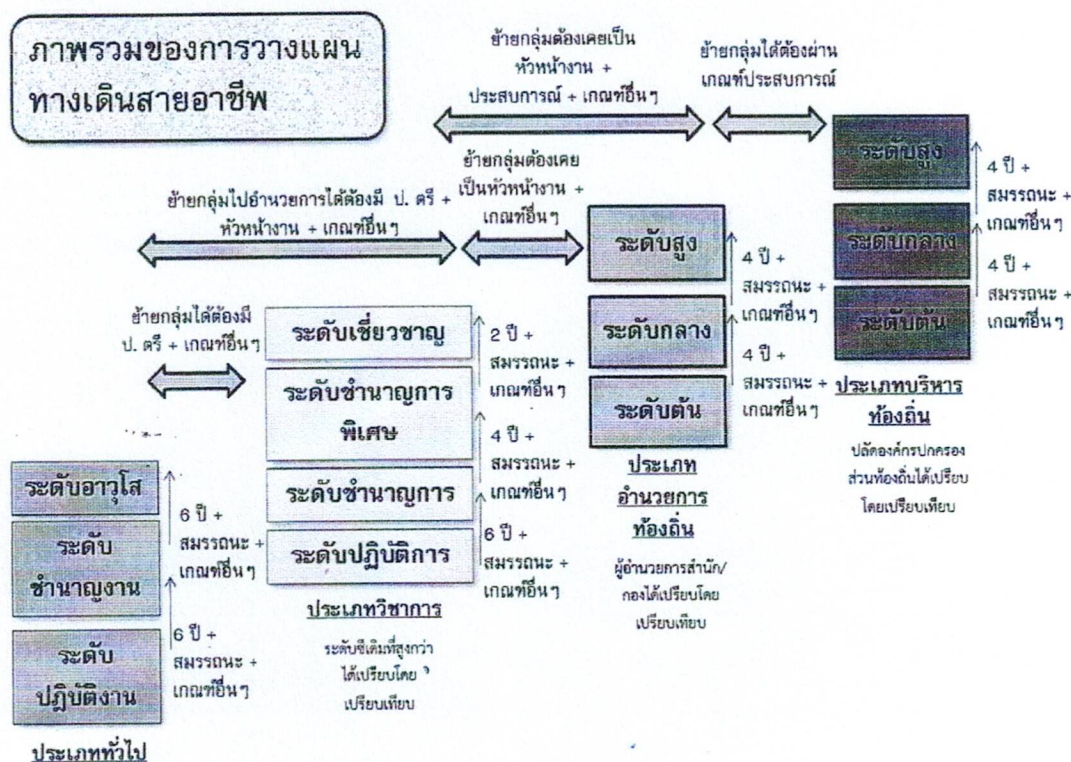 ภาพรวมของการวางแผน
ทางเดินสายอาชีพ
ย้ายกลุ่มต้องเคยเป็น
หัวหน้างาน +
ประสบการณ์ + เกณฑ์อื่นๆ
ย้ายกลุ่มได้ต้องผ่าน
เกณฑ์ประสบการณ์
ย้ายกลุ่มต้องเคย
เป็นหัวหน้างาน +
เกณฑ์อื่นๆ
ย้ายกลุ่มไปอำนวยการได้ต้องมี ป. ตรี +
หัวหน้างาน + เกณฑ์อื่นๆ
ย้ายกลุ่มได้ต้องมี
ป. ตรี + เกณฑ์อื่นๆ
ระดับอาวุโส
6 ปี +
สมรรถนะ +
เกณฑ์อื่นๆ
ระดับ
ชำนาญงาน
6 ปี +
สมรรถนะ +
เกณฑ์อื่นๆ
ระดับ
ปฏิบัติงาน
ประเภททั่วไป
ระดับเชี่ยวชาญ
2 ปี +
สมรรถนะ +
เกณฑ์อื่นๆ
ระดับชำนาญการ
พิเศษ
4 ปี +
สมรรถนะ +
เกณฑ์อื่นๆ
ระดับชำนาญการ
6 ปี +
สมรรถนะ +
เกณฑ์อื่นๆ
ระดับปฏิบัติการ
ประเภทวิชาการ
ระดับซีเดิมที่สูงกว่า
ได้เปรียบโดย
เปรียบเทียบ
ระดับสูง
4 ปี +
สมรรถนะ +
เกณฑ์อื่นๆ
ระดับกลาง
4 ปี +
สมรรถนะ +
เกณฑ์อื่นๆ
ระดับต้น
ประเภท
อำนวยการ
ท้องถิ่น
ผู้อำนวยการสำนัก/
กองได้เปรียบโดย
เปรียบเทียบ
ระดับสูง
4 ปี +
สมรรถนะ +
เกณฑ์อื่นๆ
ระดับกลาง
4 ปี +
สมรรถนะ +
เกณฑ์อื่นๆ
ระดับต้น
ประเภทบริหาร
ท้องถิ่น
ปลัดองค์กรปกครอง
ส่วนท้องถิ่นได้เปรียบ
โดยเปรียบเทียบ